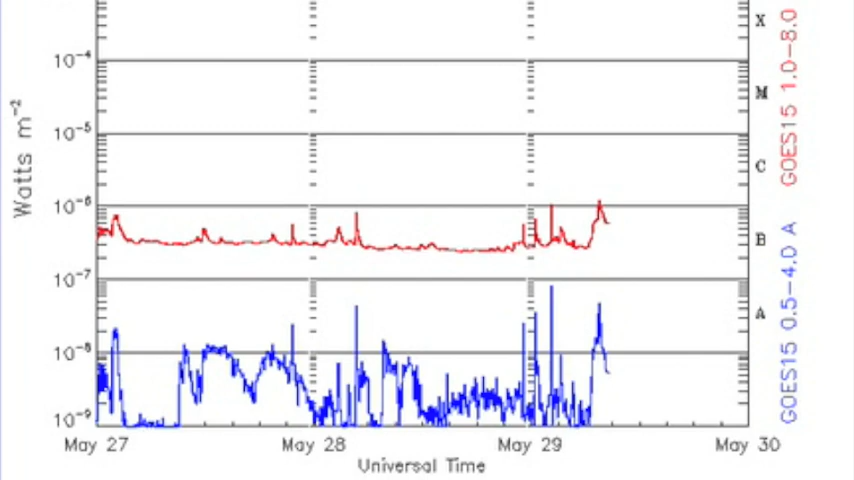 X
10⁻⁴
M
10⁻⁵
C
10⁻⁶
B
10⁻⁷
A
10⁻⁸
10⁻⁹
Watts m⁻²
GOES15 1.0-8.0
GOES15 0.5-4.0 A
May 27 May 28 May 29 May 30
Universal Time